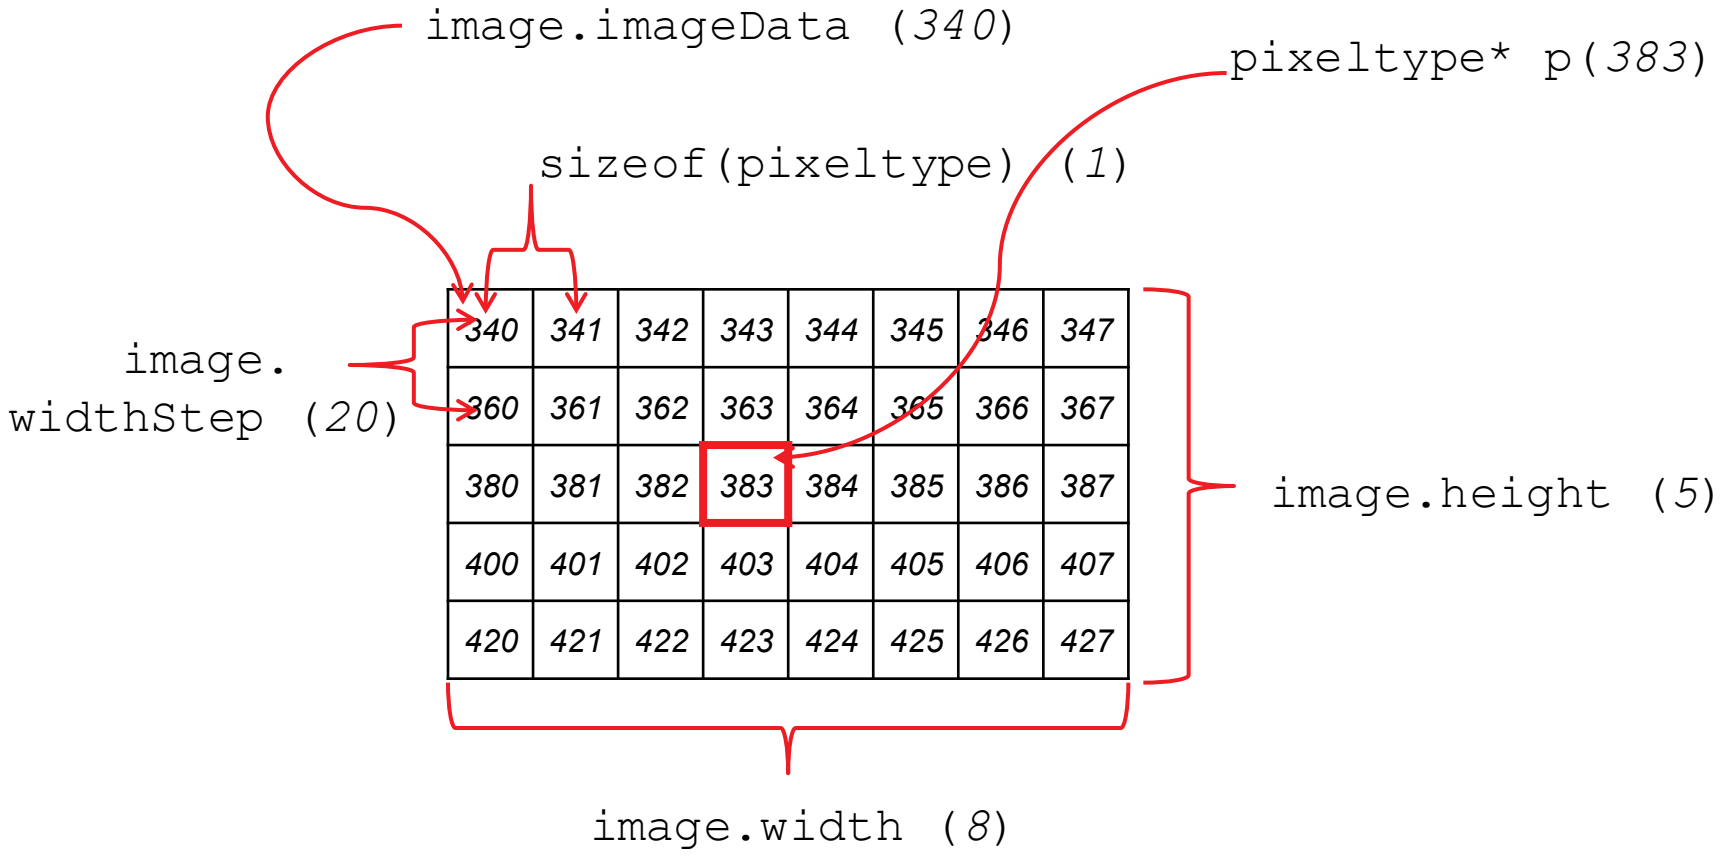 image.imageData (340)
pixeltype* p(383)
sizeof(pixeltype) (1)
340 341 342 343 344 345 346 347
image.
widthStep (20)
360 361 362 363 364 365 366 367
380 381 382 383 384 385 386 387
image.height (5)
400 401 402 403 404 405 406 407
420 421 422 423 424 425 426 427
image.width (8)